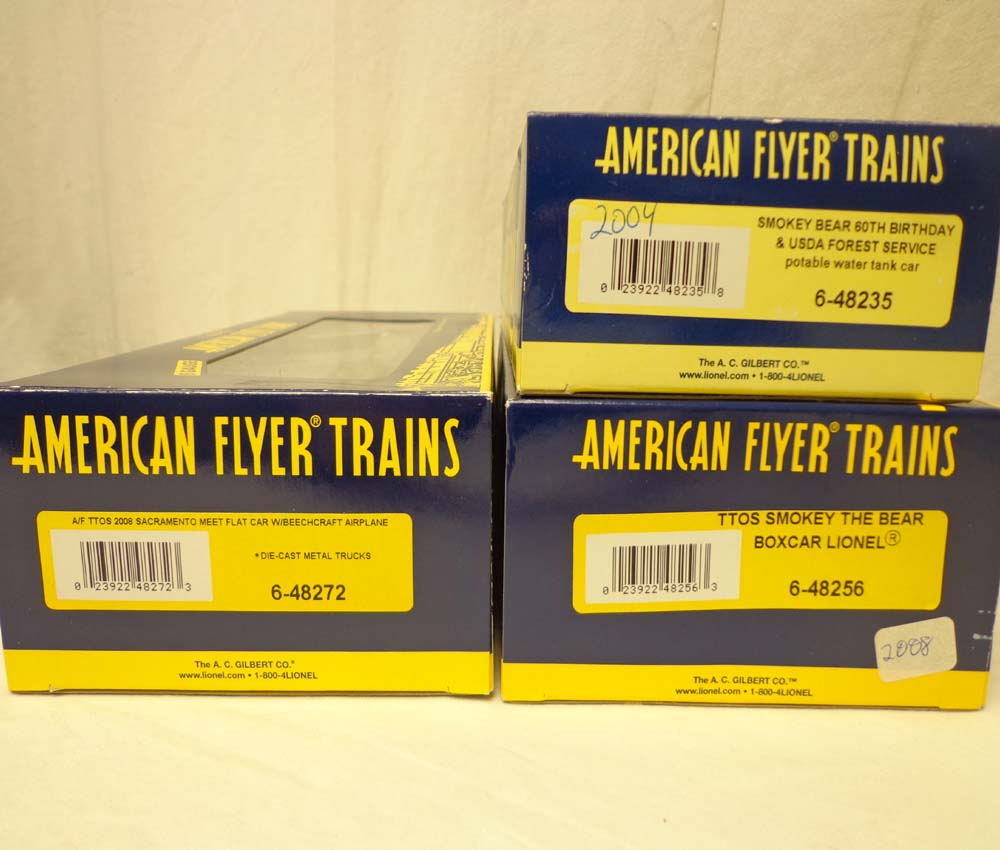 AMERICAN FLYER® TRAINS
A/F TTOS 2008 SACRAMENTO MEET FLAT CAR W/BEECHCRAFT AIRPLANE
*DIE-CAST METAL TRUCKS
0 23922 48272 3
6-48272
The A. C. GILBERT CO.®
www.lionel.com • 1-800-4LIONEL
AMERICAN FLYER® TRAINS
2004
SMOKEY BEAR 60TH BIRTHDAY
& USDA FOREST SERVICE
potable water tank car
0 23922 48235 8
6-48235
The A. C. GILBERT CO.™
www.lionel.com • 1-800-4LIONEL
AMERICAN FLYER® TRAINS
TTOS SMOKEY THE BEAR
BOXCAR LIONEL®
0 23922 48256 3
6-48256
2008
The A. C. GILBERT CO.™
www.lionel.com • 1-800-4LIONEL